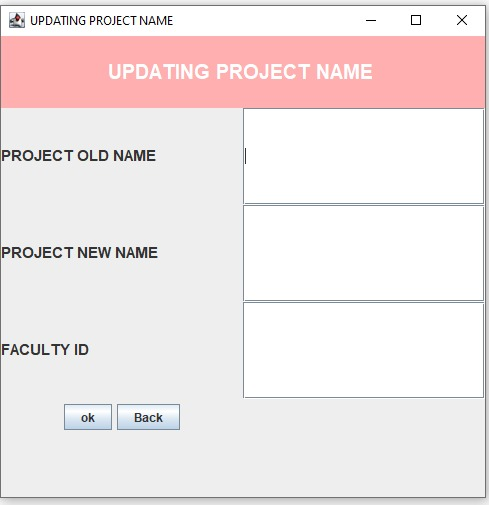 UPDATING PROJECT NAME
UPDATING PROJECT NAME
PROJECT OLD NAME
PROJECT NEW NAME
FACULTY ID
ok Back